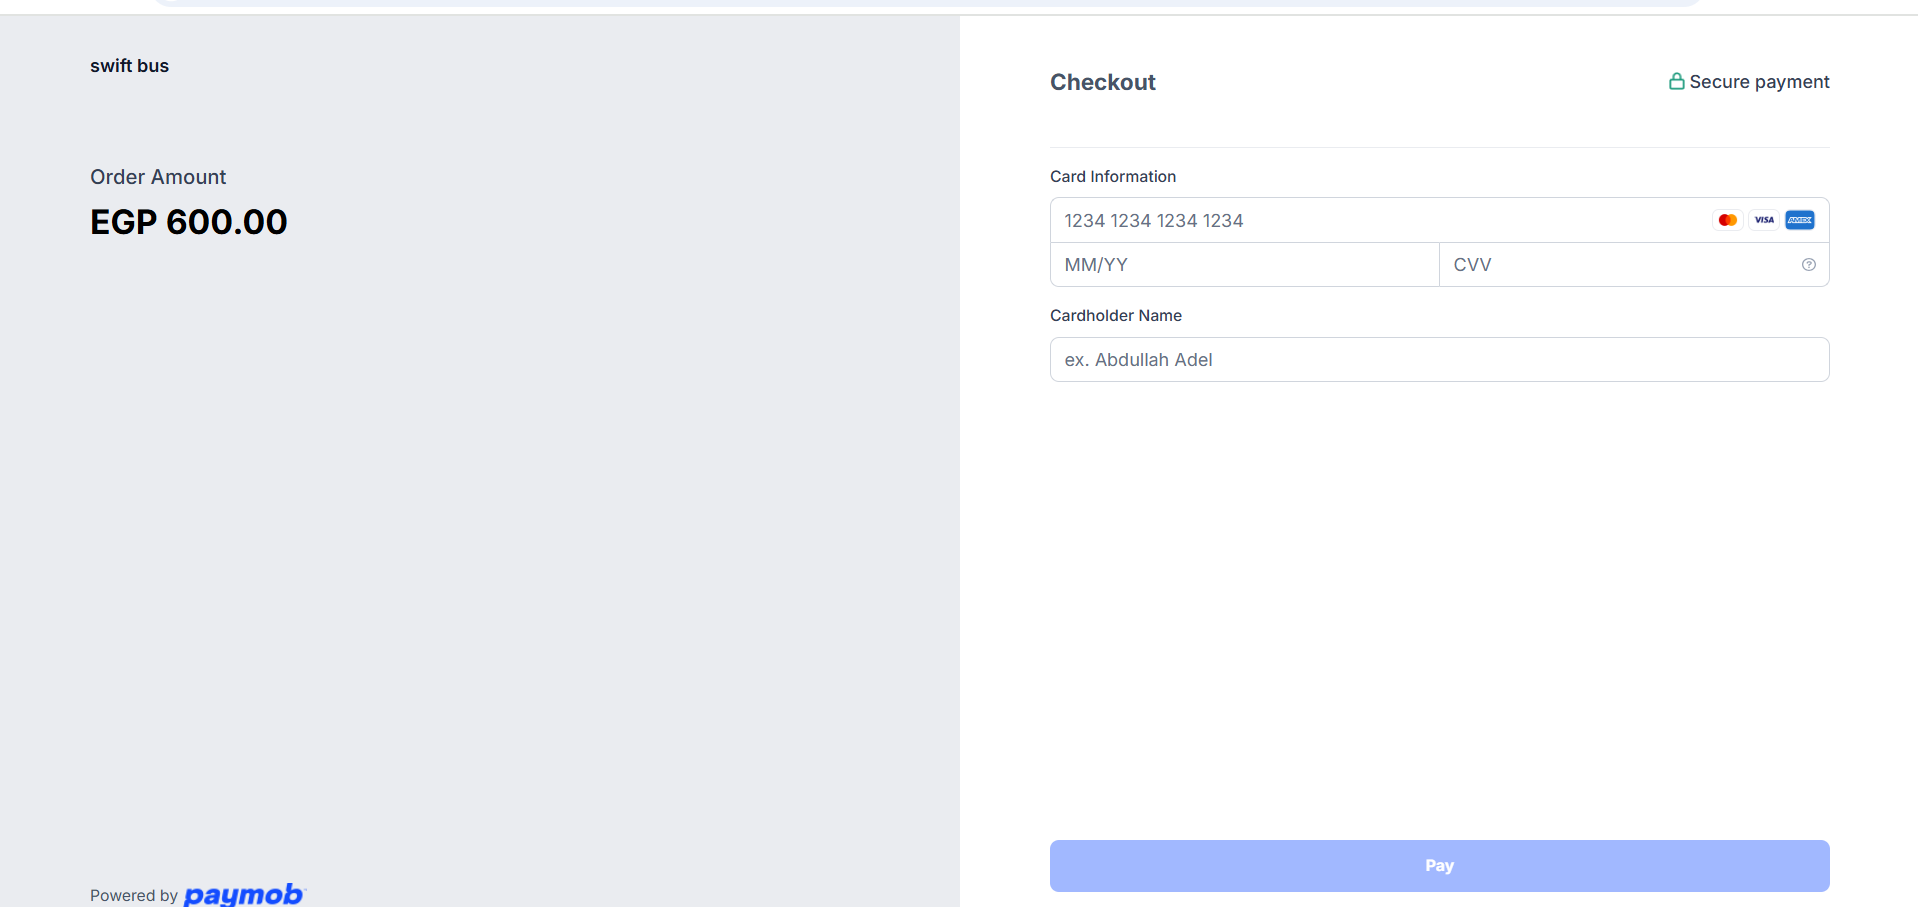 swift bus
Order Amount
EGP 600.00
Powered by paymob
Checkout
Secure payment
Card Information
1234 1234 1234 1234
VISA
AMEX
MM/YY
CVV
Cardholder Name
ex. Abdullah Adel
Pay